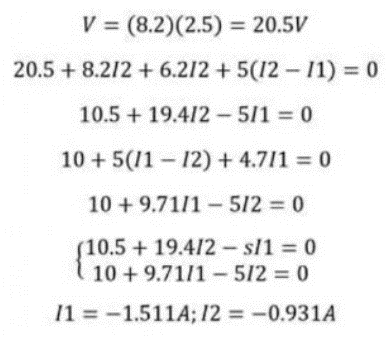 V = (8.2)(2.5) = 20.5V
20.5 + 8.2I2 + 6.2I2 + 5(I2 − I1) = 0
10.5 + 19.4I2 − 5I1 = 0
10 + 5(I1 − I2) + 4.7I1 = 0
10 + 9.71I1 − 5I2 = 0
{10.5 + 19.4I2 − sI1 = 0
10 + 9.71I1 − 5I2 = 0
I1 = −1.511A; I2 = −0.931A